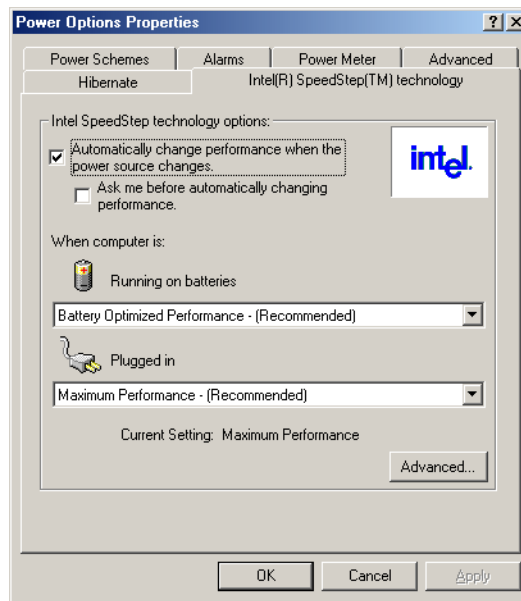 Power Options Properties
Power Schemes
Alarms
Power Meter
Advanced
Hibernate
Intel(R) SpeedStep(TM) technology
Intel SpeedStep technology options:
Automatically change performance when the
power source changes.
intel.
Ask me before automatically changing
performance.
When computer is:
Running on batteries
Battery Optimized Performance - (Recommended)
Plugged in
Maximum Performance - (Recommended)
Current Setting: Maximum Performance
Advanced...
OK
Cancel
Apply